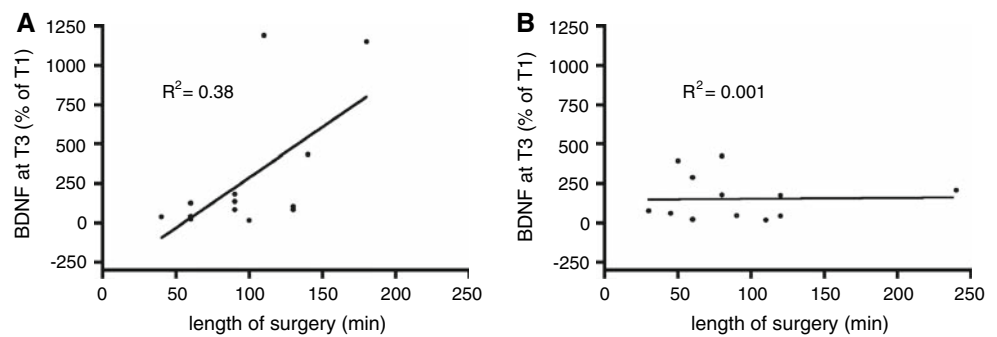 A
1250
1000
750
500
250
0
-250
BDNF at T3 (% of T1)
R²= 0.38
0 50 100 150 200 250
length of surgery (min)
B
1250
1000
750
500
250
0
-250
BDNF at T3 (% of T1)
R²= 0.001
0 50 100 150 200 250
length of surgery (min)